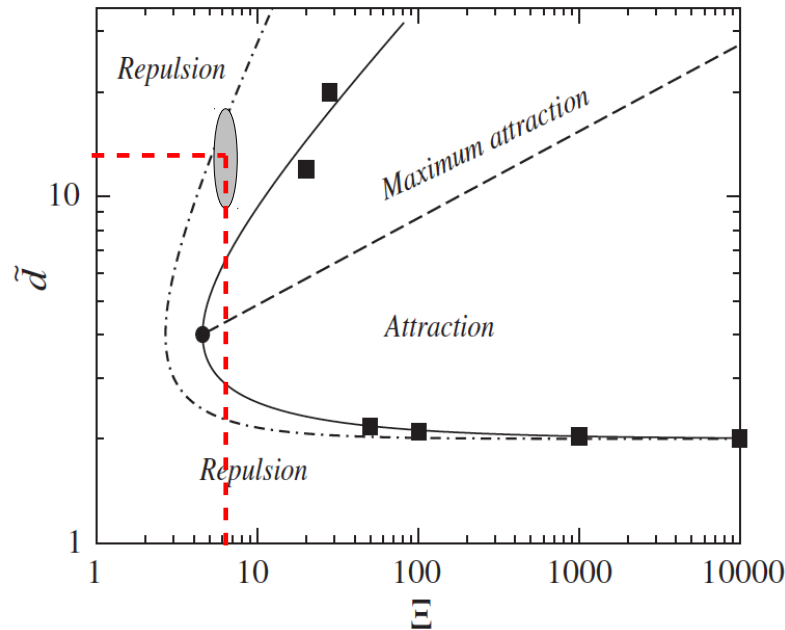 Repulsion
Maximum attraction
10
d̃
Attraction
Repulsion
1
1
10
100
1000
10000
Ξ